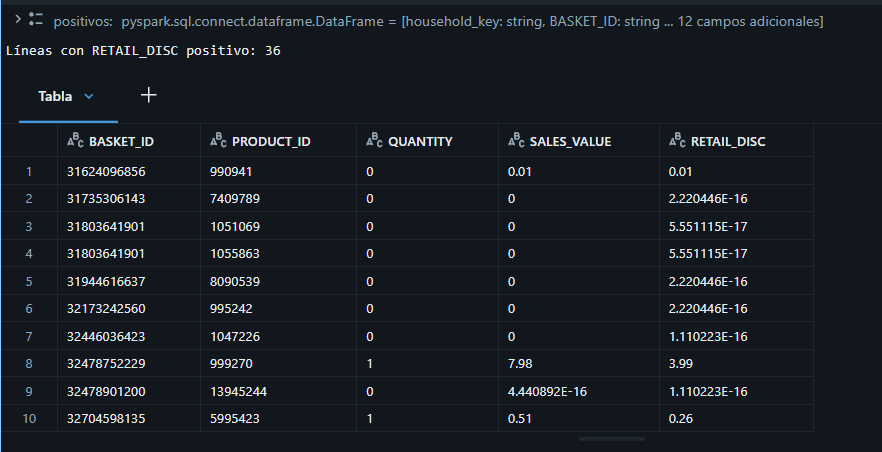 positivos: pyspark.sql.connect.dataframe.DataFrame = [household_key: string, BASKET_ID: string ... 12 campos adicionales]
Líneas con RETAIL_DISC positivo: 36
Tabla
ABC BASKET_ID ABC PRODUCT_ID ABC QUANTITY ABC SALES_VALUE ABC RETAIL_DISC
1 31624096856 990941 0 0.01 0.01
2 31735306143 7409789 0 0 2.220446E-16
3 31803641901 1051069 0 0 5.551115E-17
4 31803641901 1055863 0 0 5.551115E-17
5 31944616637 8090539 0 0 2.220446E-16
6 32173242560 995242 0 0 2.220446E-16
7 32446036423 1047226 0 0 1.110223E-16
8 32478752229 999270 1 7.98 3.99
9 32478901200 13945244 0 4.440892E-16 1.110223E-16
10 32704598135 5995423 1 0.51 0.26